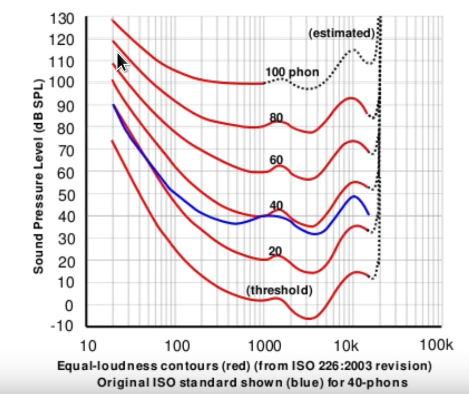 130
120
110
100
90
80
70
60
50
40
30
20
10
0
-10
Sound Pressure Level (dB SPL)
(estimated)
100 phon
80
60
40
20
(threshold)
10 100 1000 10k 100k
Equal-loudness contours (red) (from ISO 226:2003 revision)
Original ISO standard shown (blue) for 40-phons